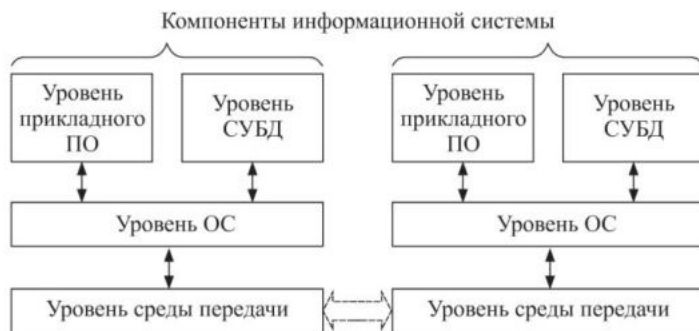 Компоненты информационной системы
Уровень
прикладного
ПО
Уровень
СУБД
Уровень
прикладного
ПО
Уровень
СУБД
Уровень ОС
Уровень ОС
Уровень среды передачи
Уровень среды передачи